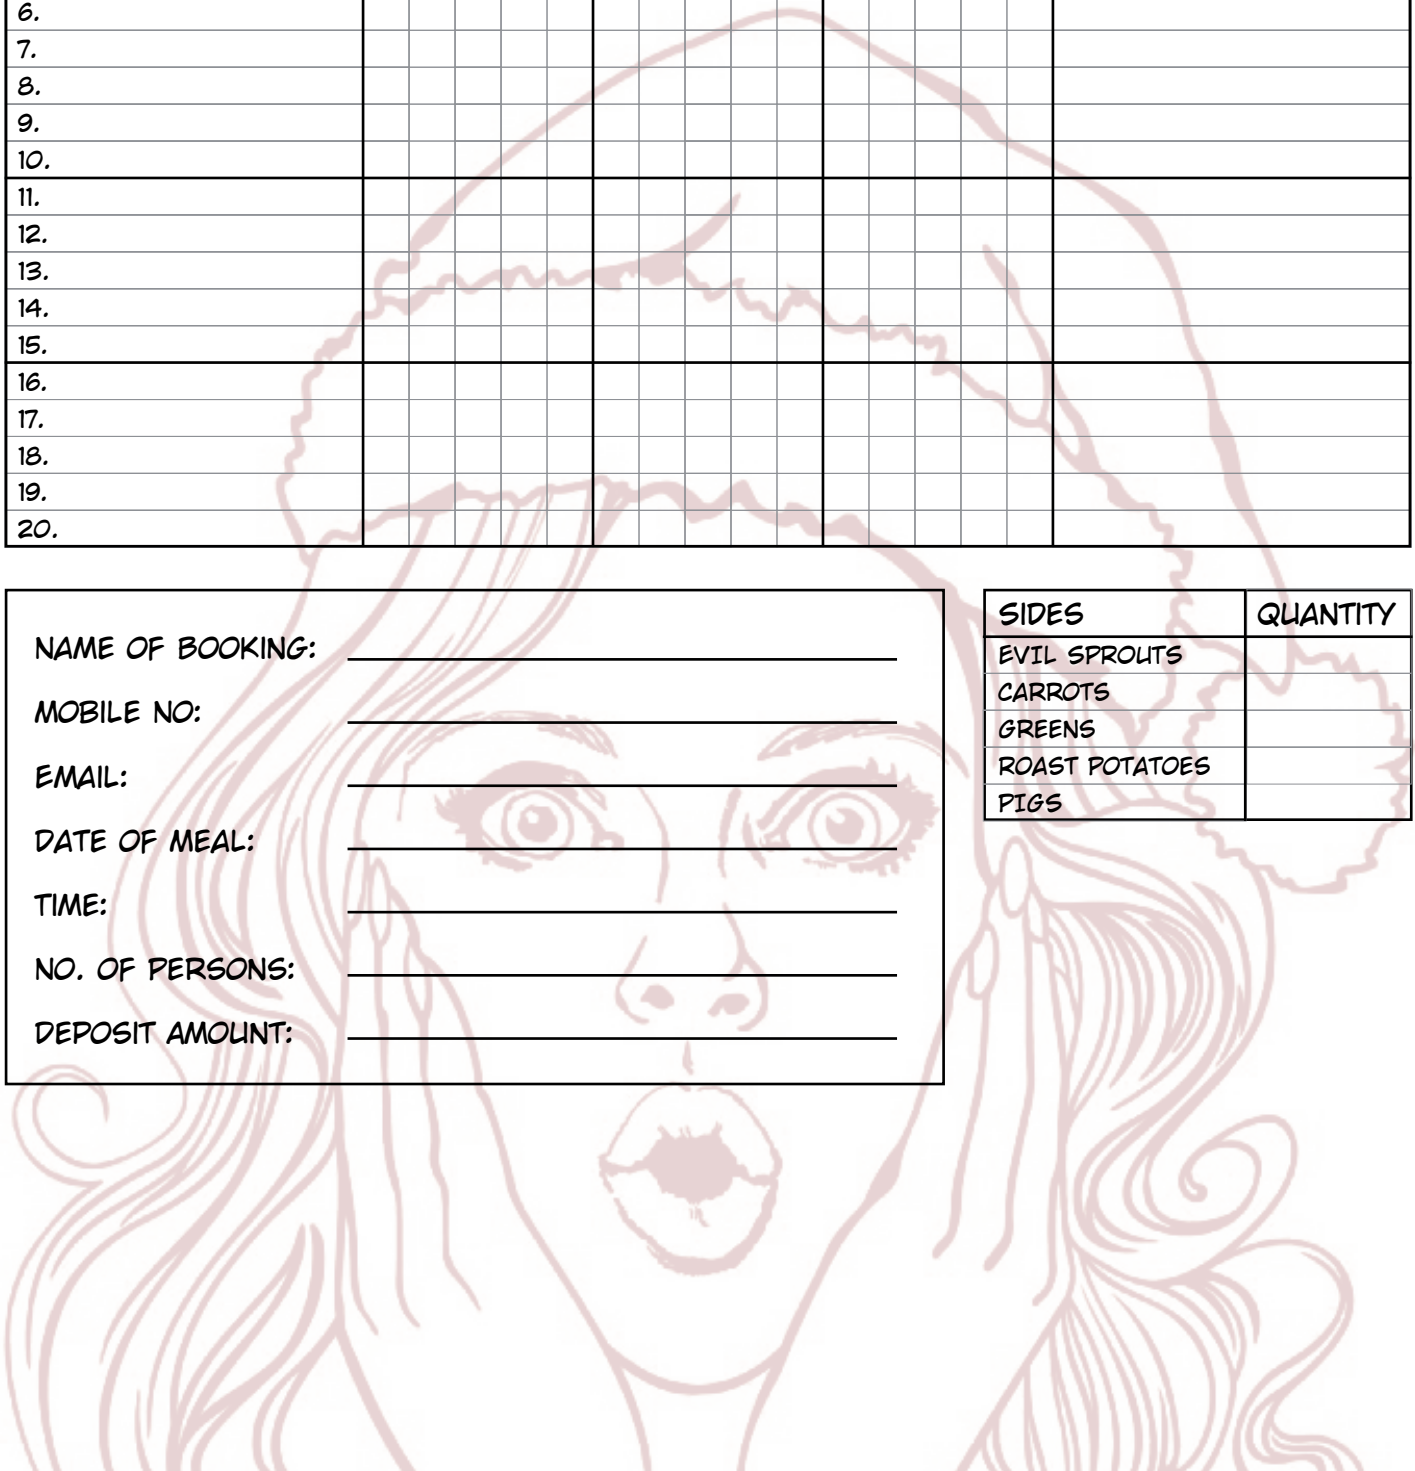 6.
7.
8.
9.
10.
11.
12.
13.
14.
15.
16.
17.
18.
19.
20.
NAME OF BOOKING:
MOBILE NO:
EMAIL:
DATE OF MEAL:
TIME:
NO. OF PERSONS:
DEPOSIT AMOUNT:
SIDES QUANTITY
EVIL SPROUTS
CARROTS
GREENS
ROAST POTATOES
PIGS